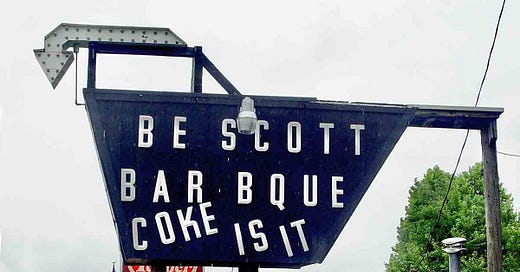 BE SCOTT
BAR BQUE
COKE IS IT